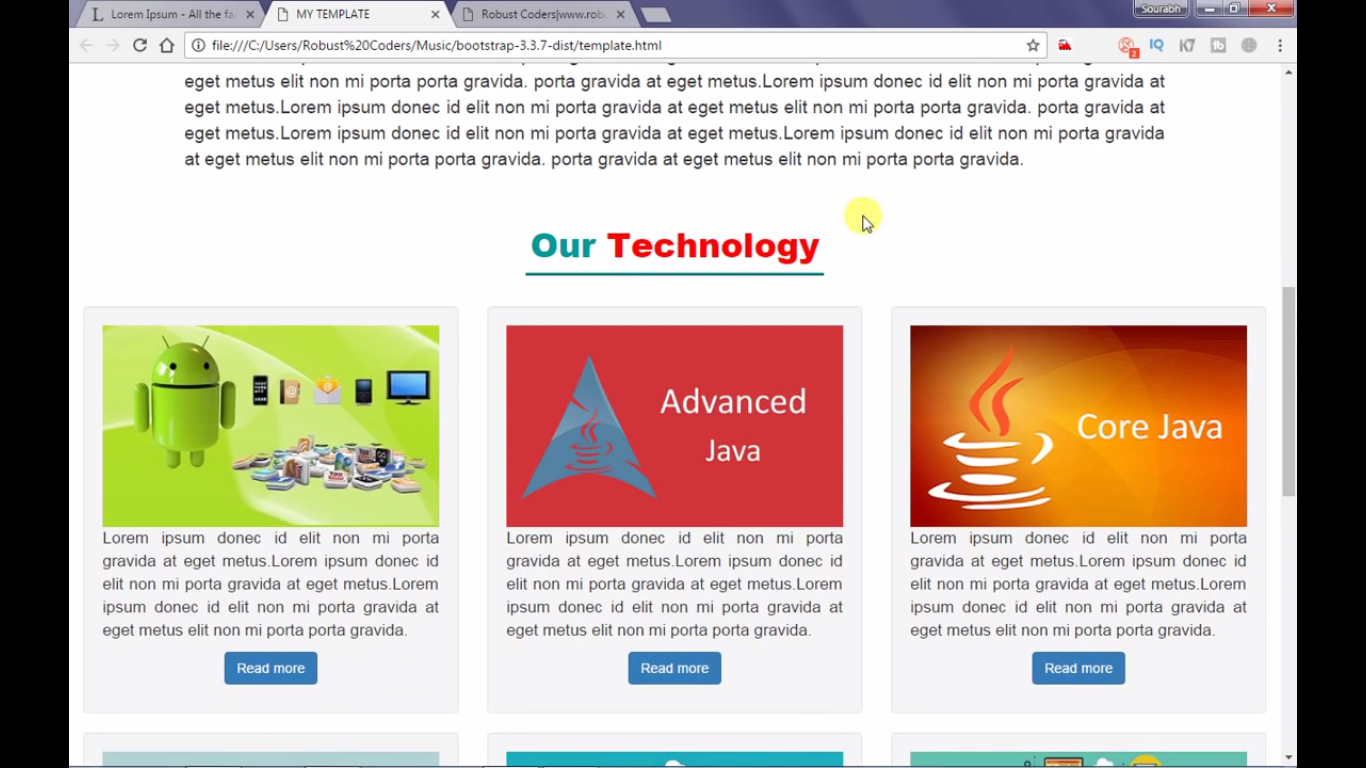 Lorem Ipsum - All the fa
MY TEMPLATE
Robust Coders|www.rob
Sourabh
file:///C:/Users/Robust%20Coders/Music/bootstrap-3.3.7-dist/template.html
2
IQ
K7
eget metus elit non mi porta porta gravida. porta gravida at eget metus.Lorem ipsum donec id elit non mi porta gravida at
eget metus.Lorem ipsum donec id elit non mi porta gravida at eget metus elit non mi porta porta gravida. porta gravida at
eget metus.Lorem ipsum donec id elit non mi porta gravida at eget metus.Lorem ipsum donec id elit non mi porta gravida
at eget metus elit non mi porta porta gravida. porta gravida at eget metus elit non mi porta porta gravida.
Our Technology
Lorem ipsum donec id elit non mi porta
gravida at eget metus.Lorem ipsum donec id
elit non mi porta gravida at eget metus.Lorem
ipsum donec id elit non mi porta gravida at
eget metus elit non mi porta porta gravida.
Read more
Advanced
Java
Lorem ipsum donec id elit non mi porta
gravida at eget metus.Lorem ipsum donec id
elit non mi porta gravida at eget metus.Lorem
ipsum donec id elit non mi porta gravida at
eget metus elit non mi porta porta gravida.
Read more
Core Java
Lorem ipsum donec id elit non mi porta
gravida at eget metus.Lorem ipsum donec id
elit non mi porta gravida at eget metus.Lorem
ipsum donec id elit non mi porta gravida at
eget metus elit non mi porta porta gravida.
Read more